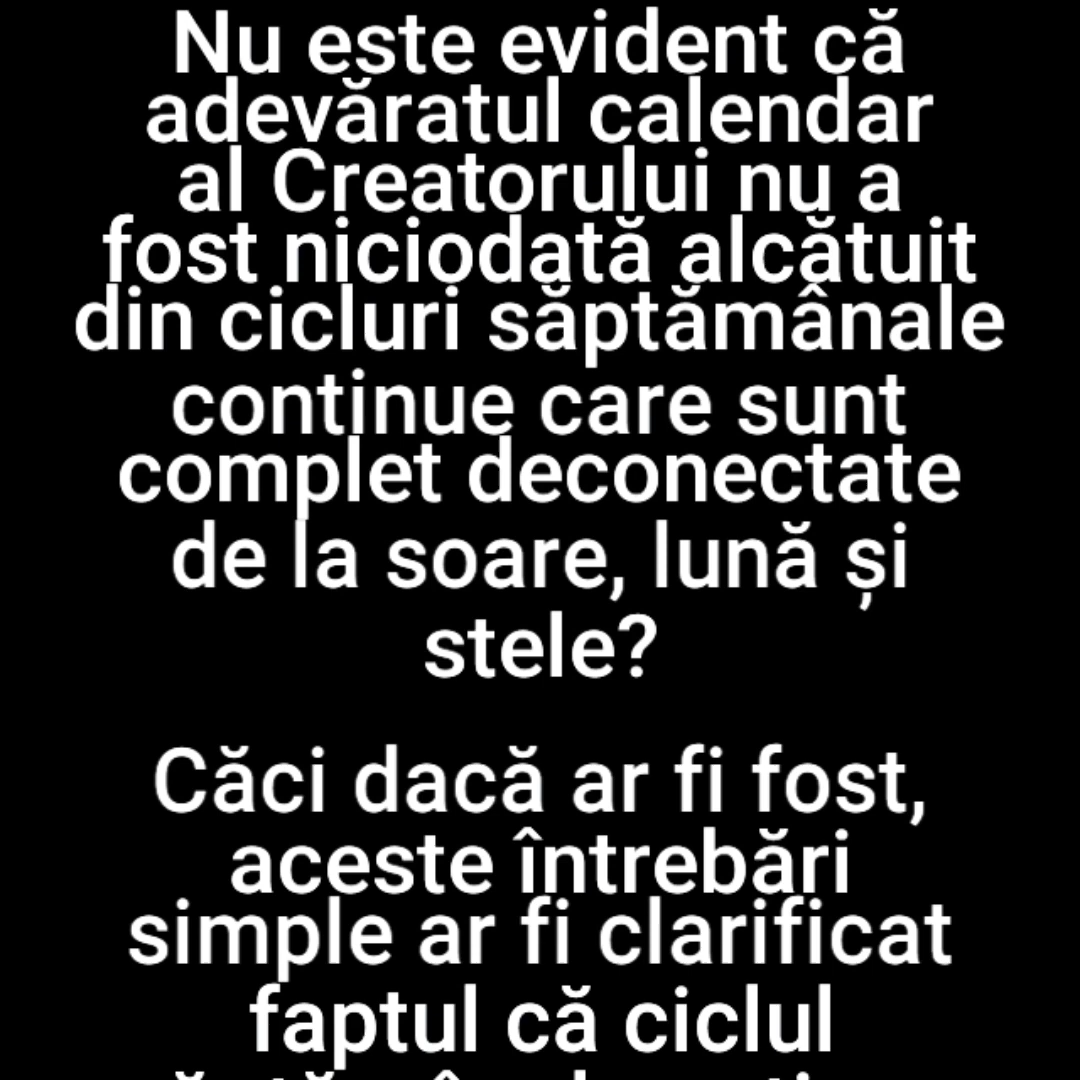 Nu este evident că
adevăratul calendar
al Creatorului nu a
fost niciodată alcătuit
din cicluri săptămânale
continue care sunt
complet deconectate
de la soare, lună și
stele?
Căci dacă ar fi fost,
aceste întrebări
simple ar fi clarificat
faptul că ciclul